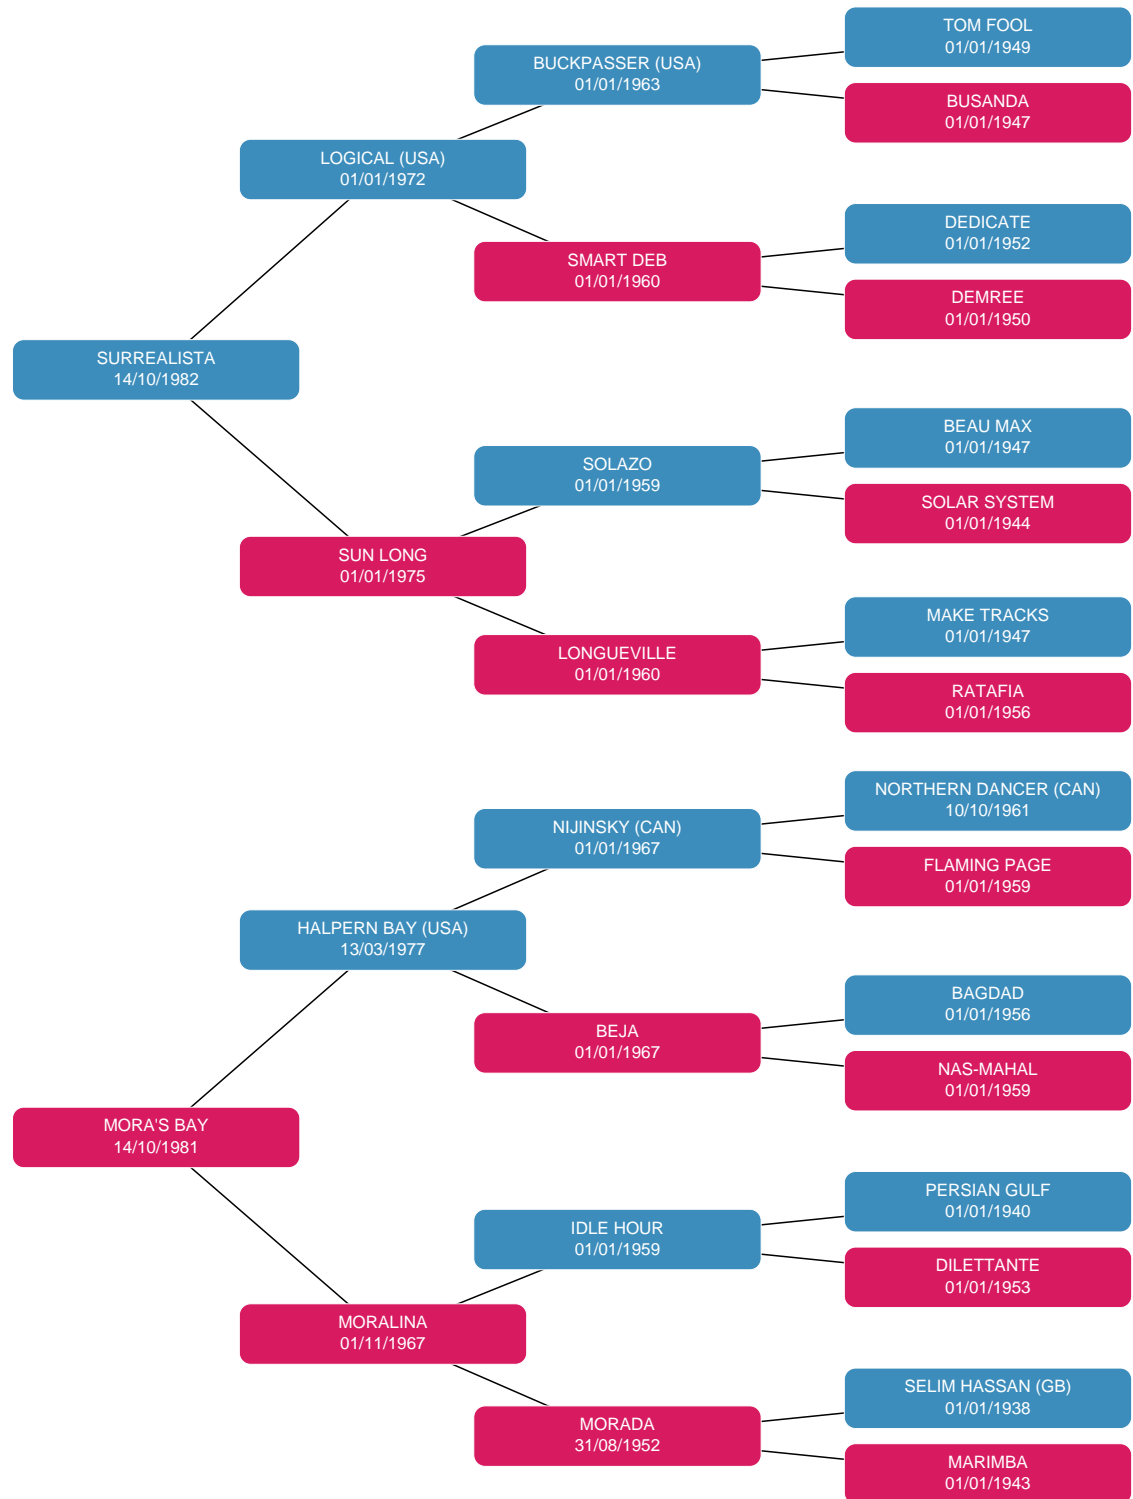 TOM FOOL
01/01/1949
BUCKPASSER (USA)
01/01/1963
BUSANDA
01/01/1947
LOGICAL (USA)
01/01/1972
DEDICATE
01/01/1952
SMART DEB
01/01/1960
DEMREE
01/01/1950
SURREALISTA
14/10/1982
BEAU MAX
01/01/1947
SOLAZO
01/01/1959
SOLAR SYSTEM
01/01/1944
SUN LONG
01/01/1975
MAKE TRACKS
01/01/1947
LONGUEVILLE
01/01/1960
RATAFIA
01/01/1956
NORTHERN DANCER (CAN)
10/10/1961
NIJINSKY (CAN)
01/01/1967
FLAMING PAGE
01/01/1959
HALPERN BAY (USA)
13/03/1977
BAGDAD
01/01/1956
BEJA
01/01/1967
NAS-MAHAL
01/01/1959
MORA'S BAY
14/10/1981
PERSIAN GULF
01/01/1940
IDLE HOUR
01/01/1959
DILETTANTE
01/01/1953
MORALINA
01/11/1967
SELIM HASSAN (GB)
01/01/1938
MORADA
31/08/1952
MARIMBA
01/01/1943